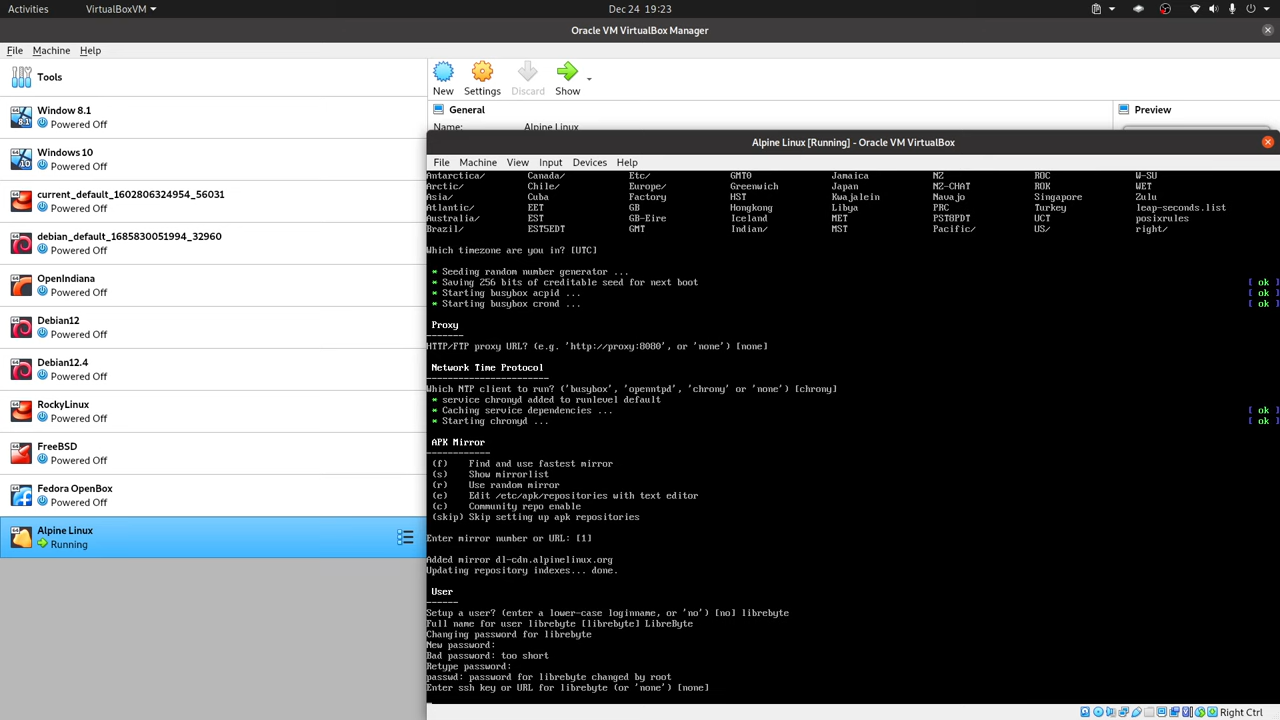 Activities VirtualBoxVM Dec 24 19:23
Oracle VM VirtualBox Manager
File Machine Help
Tools
New Settings Discard Show
Window 8.1
Powered Off
Windows 10
Powered Off
current_default_1602806324954_56031
Powered Off
debian_default_1685830051994_32960
Powered Off
OpenIndiana
Powered Off
Debian12
Powered Off
Debian12.4
Powered Off
RockyLinux
Powered Off
FreeBSD
Powered Off
Fedora OpenBox
Powered Off
Alpine Linux
Running
General
Preview
Name: Alpine Linux
Alpine Linux [Running] - Oracle VM VirtualBox
File Machine View Input Devices Help
Antarctica/ Canada/ Etc/ GMT0 Jamaica NZ ROC W-SU
Arctic/ Chile/ Europe/ Greenwich Japan NZ-CHAT ROK WET
Asia/ Cuba Factory HST Kwajalein Navajo Singapore Zulu
Atlantic/ EET GB Hongkong Libya PRC Turkey leap-seconds.list
Australia/ EST GB-Eire Iceland MET PST8PDT UCT posixrules
Brazil/ EST5EDT GMT Indian/ MST Pacific/ US/ right/
Which timezone are you in? [UTC]
* Seeding random number generator ...
* Saving 256 bits of creditable seed for next boot [ ok ]
* Starting busybox acpid ... [ ok ]
* Starting busybox crond ... [ ok ]
Proxy
-------
HTTP/FTP proxy URL? (e.g. 'http://proxy:8080', or 'none') [none]
Network Time Protocol
-----------------------
Which NTP client to run? ('busybox', 'openntpd', 'chrony' or 'none') [chrony]
* service chronyd added to runlevel default
* Caching service dependencies ... [ ok ]
* Starting chronyd ... [ ok ]
APK Mirror
------------
(f) Find and use fastest mirror
(s) Show mirrorlist
(r) Use random mirror
(e) Edit /etc/apk/repositories with text editor
(c) Community repo enable
(skip) Skip setting up apk repositories
Enter mirror number or URL: [1]
Added mirror dl-cdn.alpinelinux.org
Updating repository indexes... done.
User
------
Setup a user? (enter a lower-case loginname, or 'no') [no] librebyte
Full name for user librebyte [librebyte] LibreByte
Changing password for librebyte
New password:
Bad password: too short
Retype password:
passwd: password for librebyte changed by root
Enter ssh key or URL for librebyte (or 'none') [none]
Right Ctrl